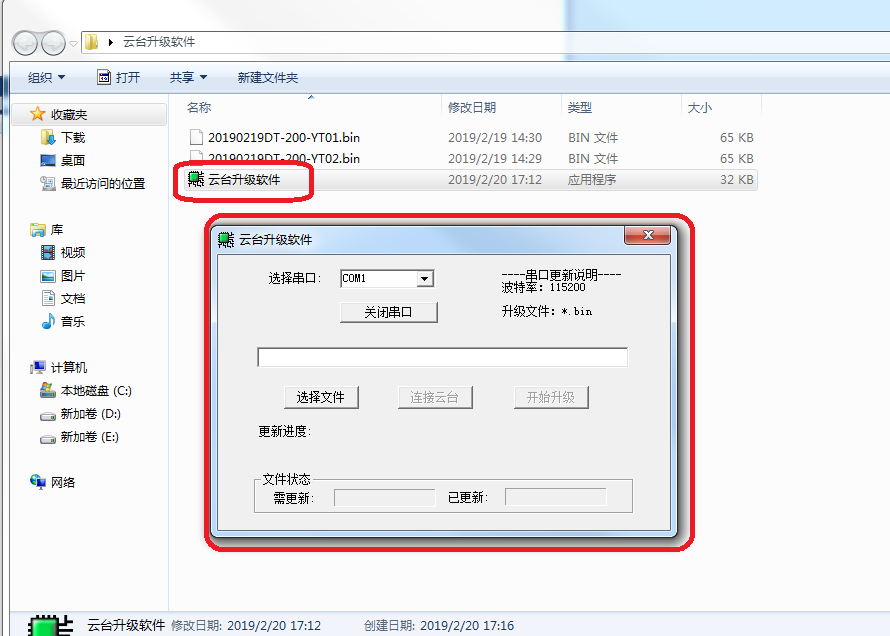 云台升级软件
组织 打开 共享 新建文件夹
名称 修改日期 类型 大小
收藏夹
下载
桌面
最近访问的位置
库
视频
图片
文档
音乐
计算机
本地磁盘 (C:)
新加卷 (D:)
新加卷 (E:)
网络
20190219DT-200-YT01.bin 2019/2/19 14:30 BIN 文件 65 KB
20190219DT-200-YT02.bin 2019/2/19 14:29 BIN 文件 65 KB
云台升级软件 2019/2/20 17:12 应用程序 32 KB
云台升级软件
选择串口: COM1
关闭串口
----串口更新说明----
波特率: 115200
升级文件: *.bin
选择文件 连接云台 开始升级
更新进度:
文件状态
需更新: 已更新:
云台升级软件 修改日期: 2019/2/20 17:12 创建日期: 2019/2/20 17:16